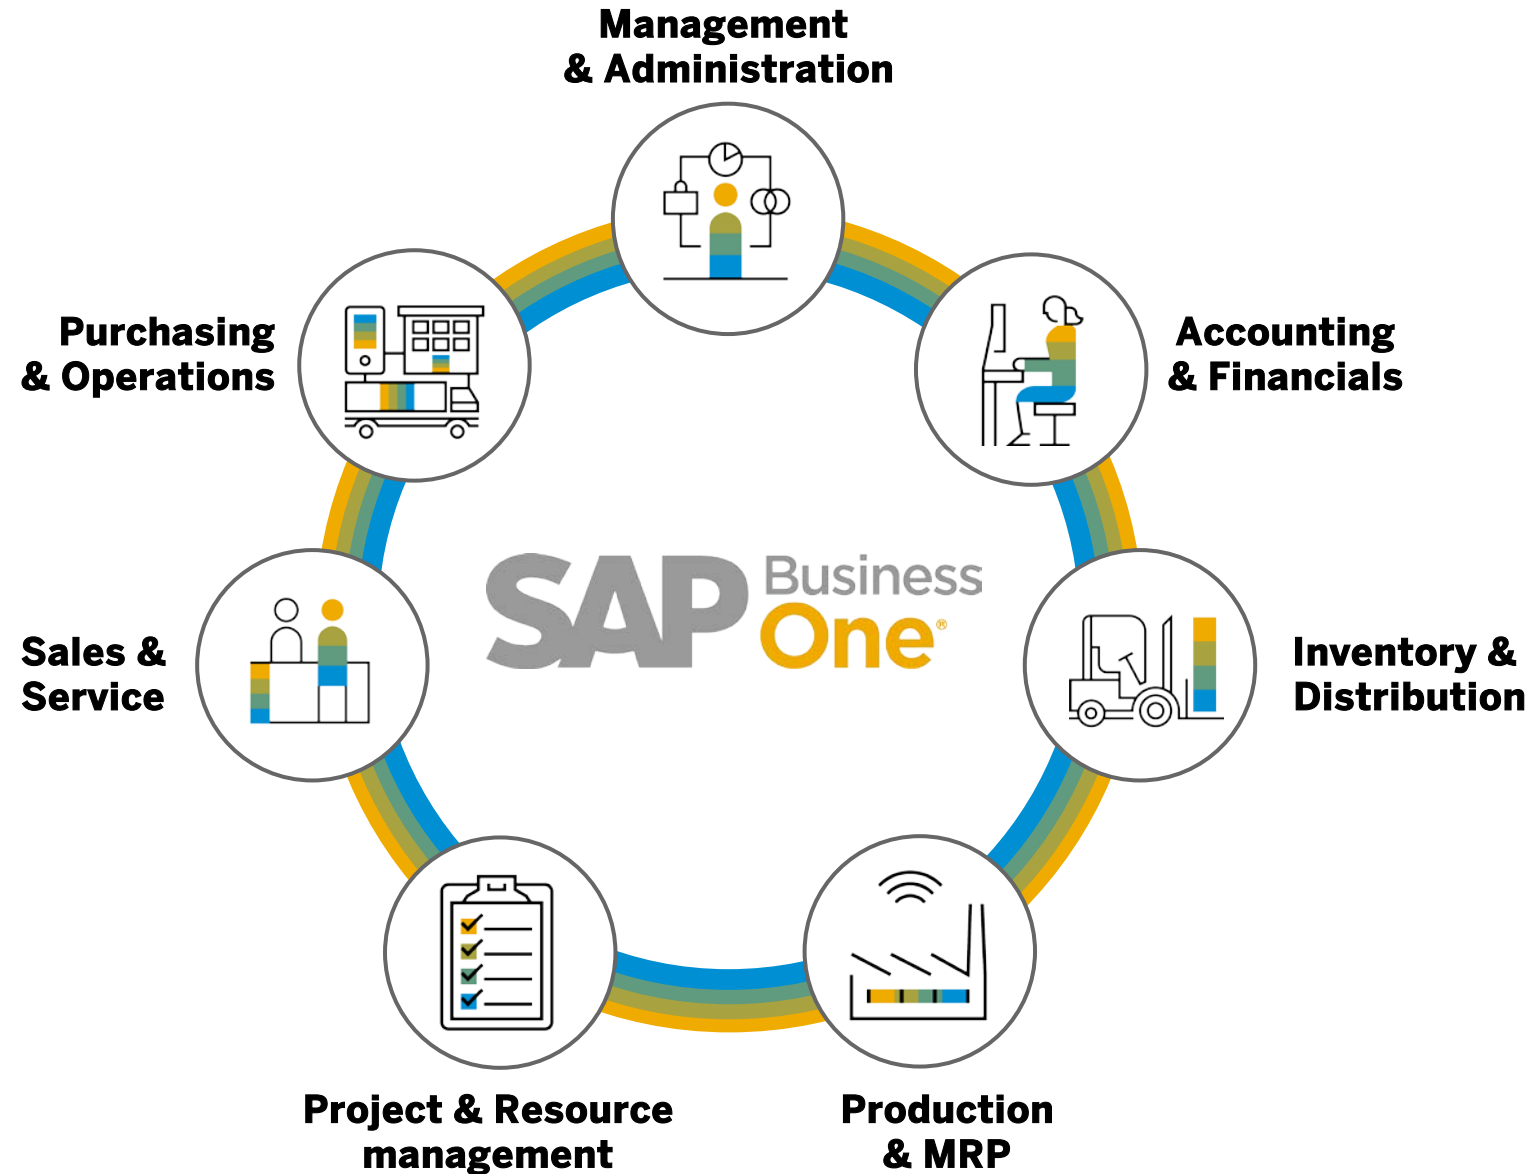 Management
& Administration
Accounting
& Financials
Inventory &
Distribution
Production
& MRP
Project & Resource
management
Sales &
Service
Purchasing
& Operations
SAP Business
One®